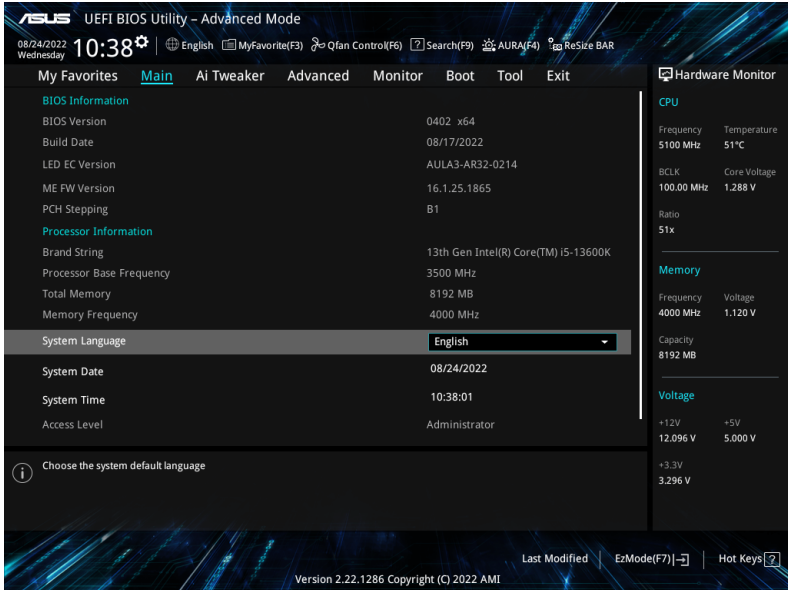 ASUS UEFI BIOS Utility – Advanced Mode
08/24/2022 Wednesday 10:38 English MyFavorite(F3) Qfan Control(F6) ? Search(F9) AURA(F4) ReSize BAR
My Favorites Main Ai Tweaker Advanced Monitor Boot Tool Exit
BIOS Information
BIOS Version 0402 x64
Build Date 08/17/2022
LED EC Version AULA3-AR32-0214
ME FW Version 16.1.25.1865
PCH Stepping B1
Processor Information
Brand String 13th Gen Intel(R) Core(TM) i5-13600K
Processor Base Frequency 3500 MHz
Total Memory 8192 MB
Memory Frequency 4000 MHz
System Language English
System Date 08/24/2022
System Time 10:38:01
Access Level Administrator
i Choose the system default language
Hardware Monitor
CPU
Frequency Temperature
5100 MHz 51°C
BCLK Core Voltage
100.00 MHz 1.288 V
Ratio
51x
Memory
Frequency Voltage
4000 MHz 1.120 V
Capacity
8192 MB
Voltage
+12V +5V
12.096 V 5.000 V
+3.3V
3.296 V
Last Modified EzMode(F7) Hot Keys ?
Version 2.22.1286 Copyright (C) 2022 AMI